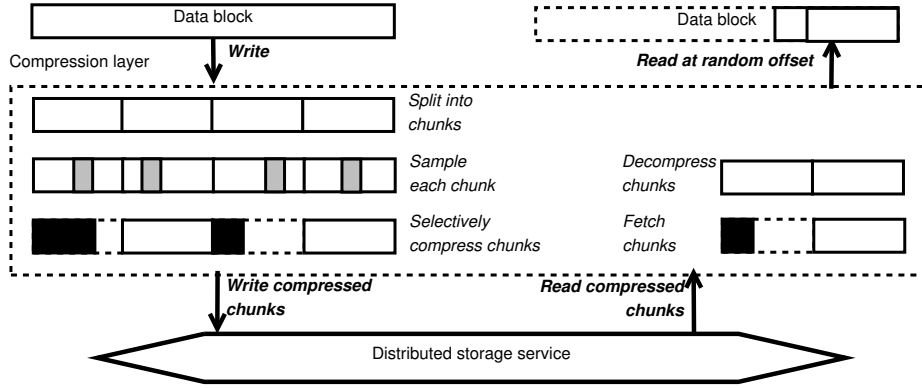 Data block
Write
Compression layer
Data block
Read at random offset
Split into
chunks
Sample
each chunk
Selectively
compress chunks
Decompress
chunks
Fetch
chunks
Write compressed
chunks
Read compressed
chunks
Distributed storage service